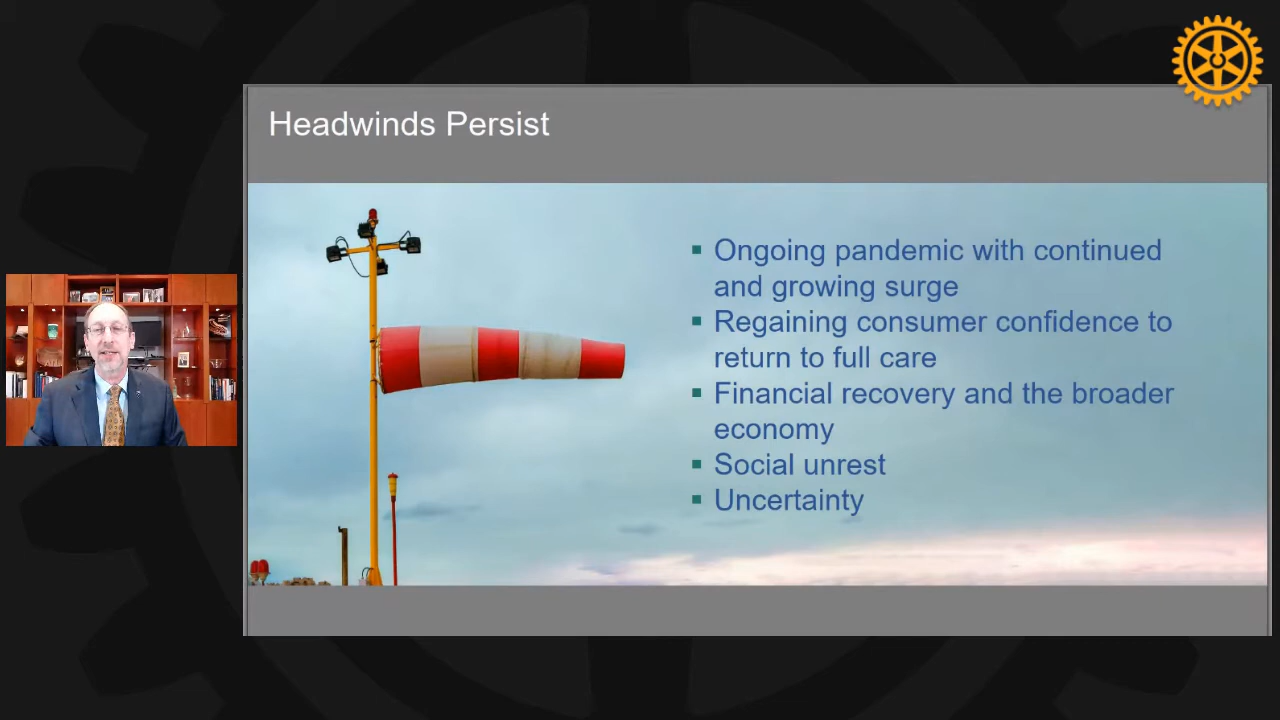 Headwinds Persist
▪ Ongoing pandemic with continued
and growing surge
▪ Regaining consumer confidence to
return to full care
▪ Financial recovery and the broader
economy
▪ Social unrest
▪ Uncertainty